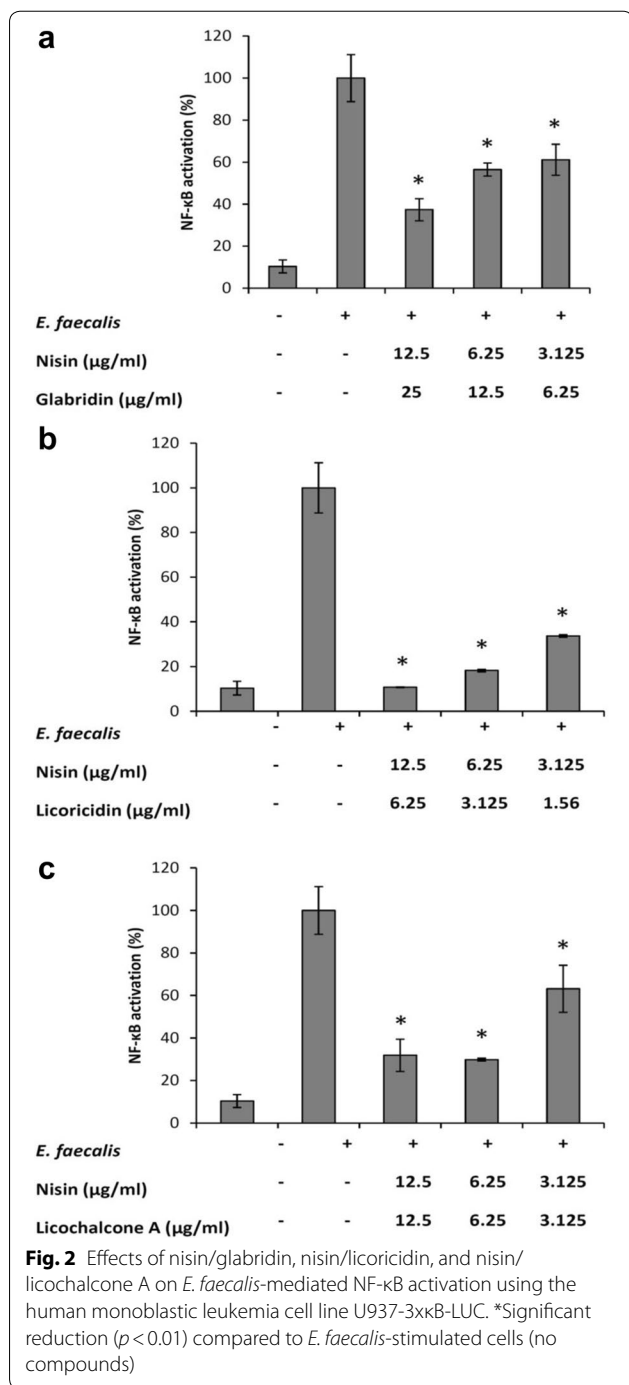 a
120
100
80
60
40
20
0
NF-κB activation (%)
* * *
E. faecalis - + + + +
Nisin (µg/ml) - - 12.5 6.25 3.125
Glabridin (µg/ml) - - 25 12.5 6.25
b
120
100
80
60
40
20
0
NF-κB activation (%)
* * *
E. faecalis - + + + +
Nisin (µg/ml) - - 12.5 6.25 3.125
Licoricidin (µg/ml) - - 6.25 3.125 1.56
c
120
100
80
60
40
20
0
NF-κB activation (%)
* * *
E. faecalis - + + + +
Nisin (µg/ml) - - 12.5 6.25 3.125
Licochalcone A (µg/ml) - - 12.5 6.25 3.125
Fig. 2 Effects of nisin/glabridin, nisin/licoricidin, and nisin/
licochalcone A on E. faecalis-mediated NF-κB activation using the
human monoblastic leukemia cell line U937-3xκB-LUC. *Significant
reduction (p < 0.01) compared to E. faecalis-stimulated cells (no
compounds)